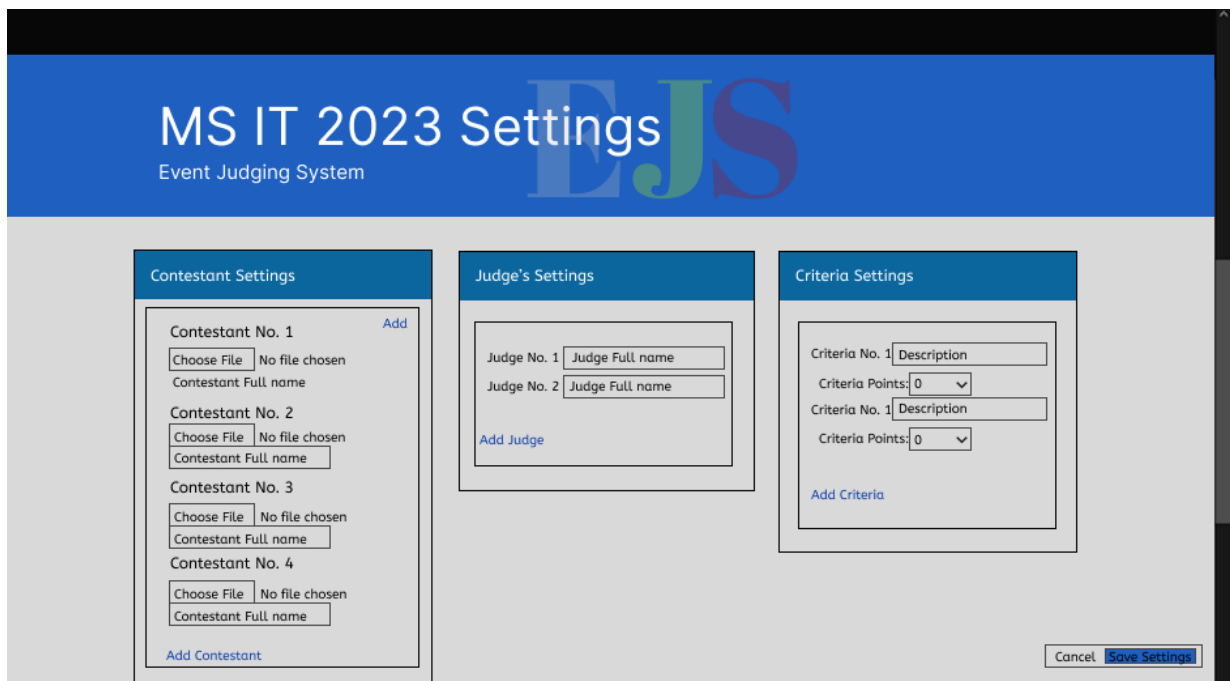 EJS
MS IT 2023 Settings
Event Judging System
Contestant Settings
Add
Contestant No. 1
Choose File No file chosen
Contestant Full name
Contestant No. 2
Choose File No file chosen
Contestant Full name
Contestant No. 3
Choose File No file chosen
Contestant Full name
Contestant No. 4
Choose File No file chosen
Contestant Full name
Add Contestant
Judge's Settings
Judge No. 1 Judge Full name
Judge No. 2 Judge Full name
Add Judge
Criteria Settings
Criteria No. 1 Description
Criteria Points: 0
Criteria No. 1 Description
Criteria Points: 0
Add Criteria
Cancel Save Settings